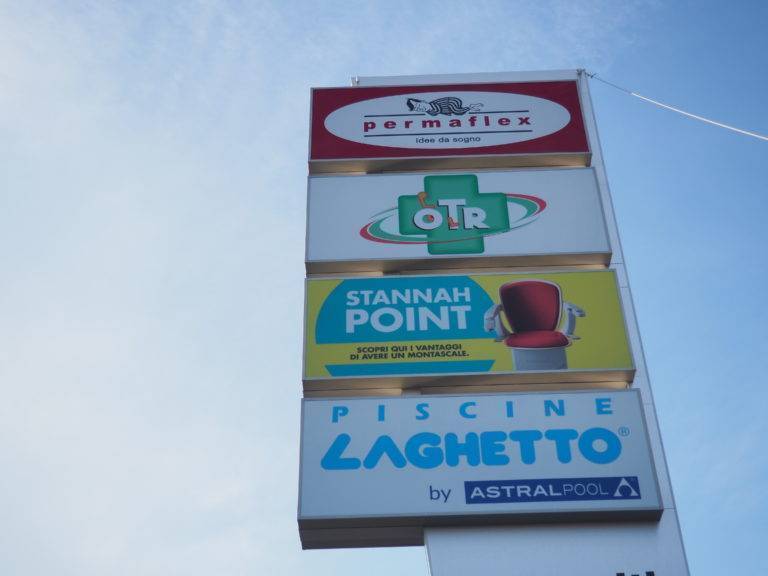 permaflex
idee da sogno
OTR
STANNAH
POINT
SCOPRI QUI I VANTAGGI
DI AVERE UN MONTASCALE.
PISCINE
LAGHETTO®
by ASTRALPOOL